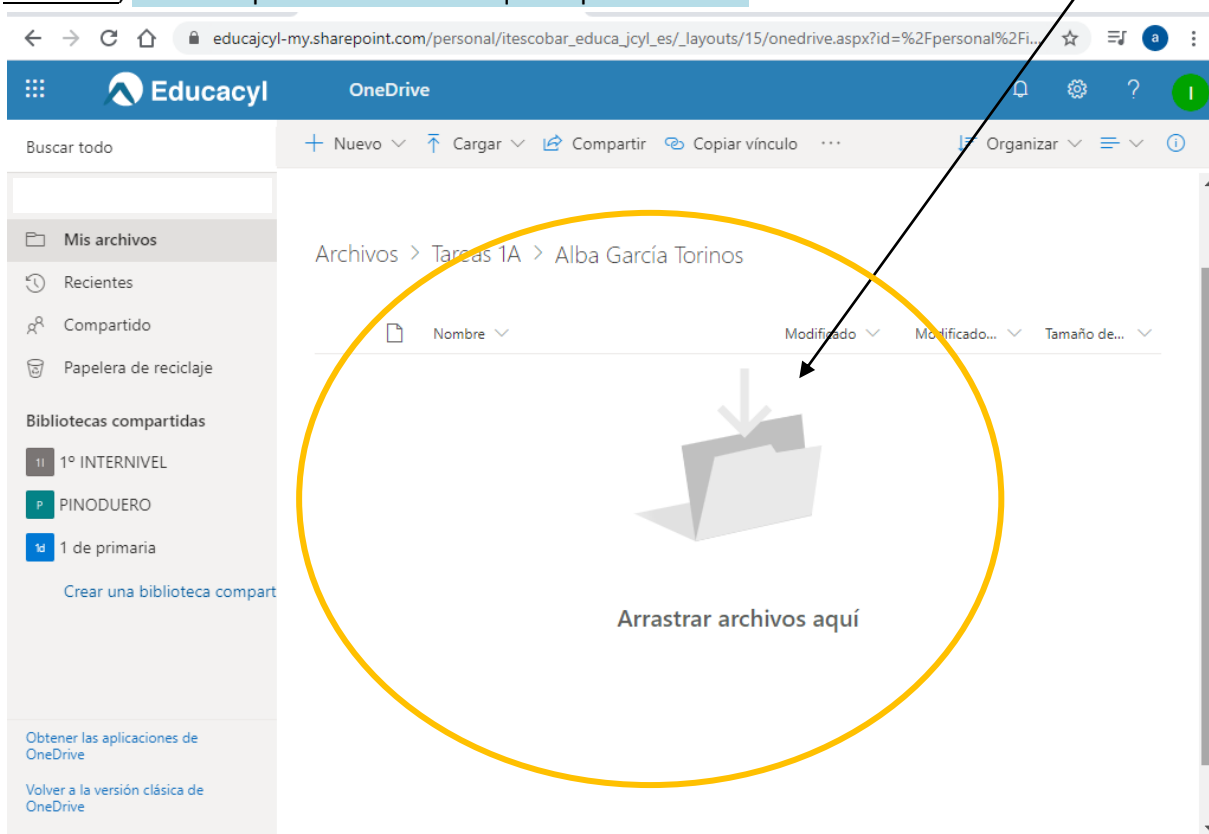 educajcyl-my.sharepoint.com/personal/itescobar_educa_jcyl_es/_layouts/15/onedrive.aspx?id=%2Fpersonal%2Fi...
a
Educacyl
OneDrive
?
I
Buscar todo
Nuevo
Cargar
Compartir
Copiar vínculo
...
Organizar
Mis archivos
Recientes
Compartido
Papelera de reciclaje
Bibliotecas compartidas
1I 1º INTERNIVEL
P PINODUERO
1d 1 de primaria
Crear una biblioteca compart
Obtener las aplicaciones de
OneDrive
Volver a la versión clásica de
OneDrive
Archivos > Tareas 1A > Alba García Torinos
Nombre
Modificado
Modificado...
Tamaño de...
Arrastrar archivos aquí